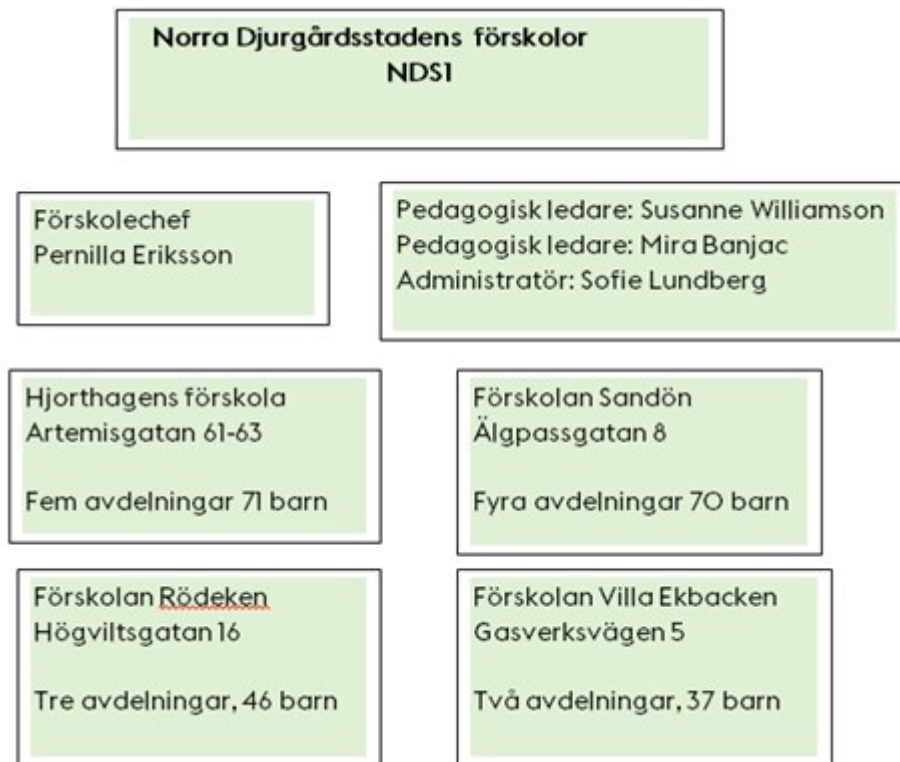 Norra Djurgårdsstadens förskolor
NDS1
Förskolechef
Pernilla Eriksson
Pedagogisk ledare: Susanne Williamson
Pedagogisk ledare: Mira Banjac
Administratör: Sofie Lundberg
Hjorthagens förskola
Artemisgatan 61-63
Fem avdelningar 71 barn
Förskolan Sandön
Älgpassgatan 8
Fyra avdelningar 70 barn
Förskolan Rödeken
Högviltsgatan 16
Tre avdelningar, 46 barn
Förskolan Villa Ekbacken
Gasverksvägen 5
Två avdelningar, 37 barn